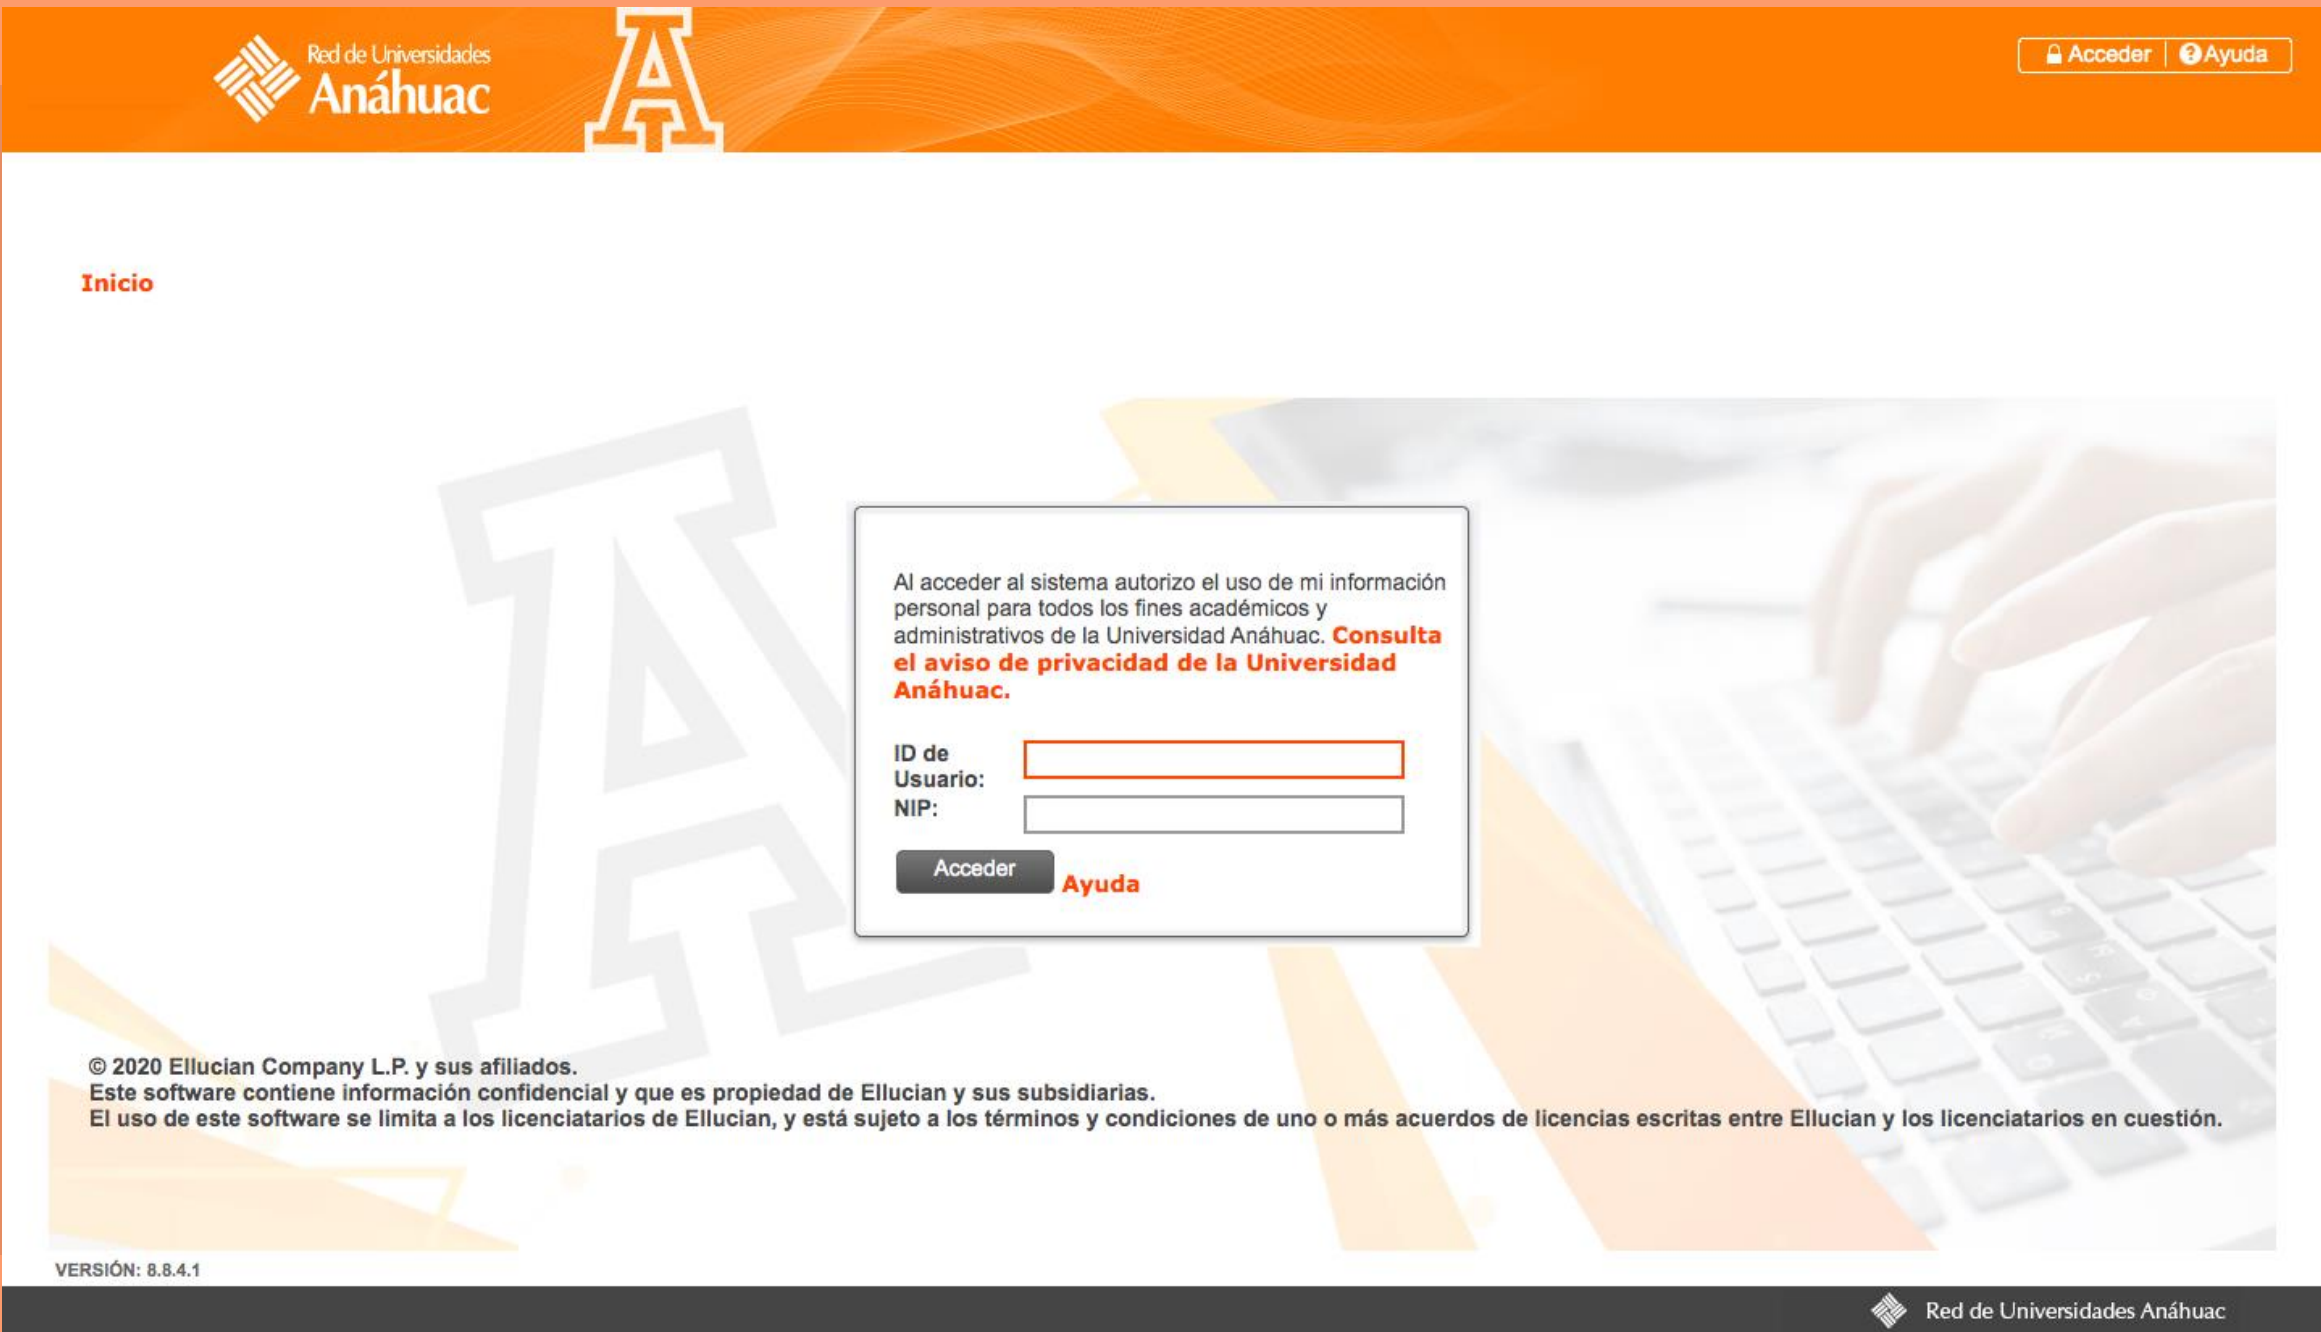 Red de Universidades
Anáhuac
A
Acceder
Ayuda
Inicio
Al acceder al sistema autorizo el uso de mi información
personal para todos los fines académicos y
administrativos de la Universidad Anáhuac. Consulta
el aviso de privacidad de la Universidad
Anáhuac.
ID de
Usuario:
NIP:
Acceder
Ayuda
© 2020 Ellucian Company L.P. y sus afiliados.
Este software contiene información confidencial y que es propiedad de Ellucian y sus subsidiarias.
El uso de este software se limita a los licenciatarios de Ellucian, y está sujeto a los términos y condiciones de uno o más acuerdos de licencias escritas entre Ellucian y los licenciatarios en cuestión.
VERSIÓN: 8.8.4.1
Red de Universidades Anáhuac